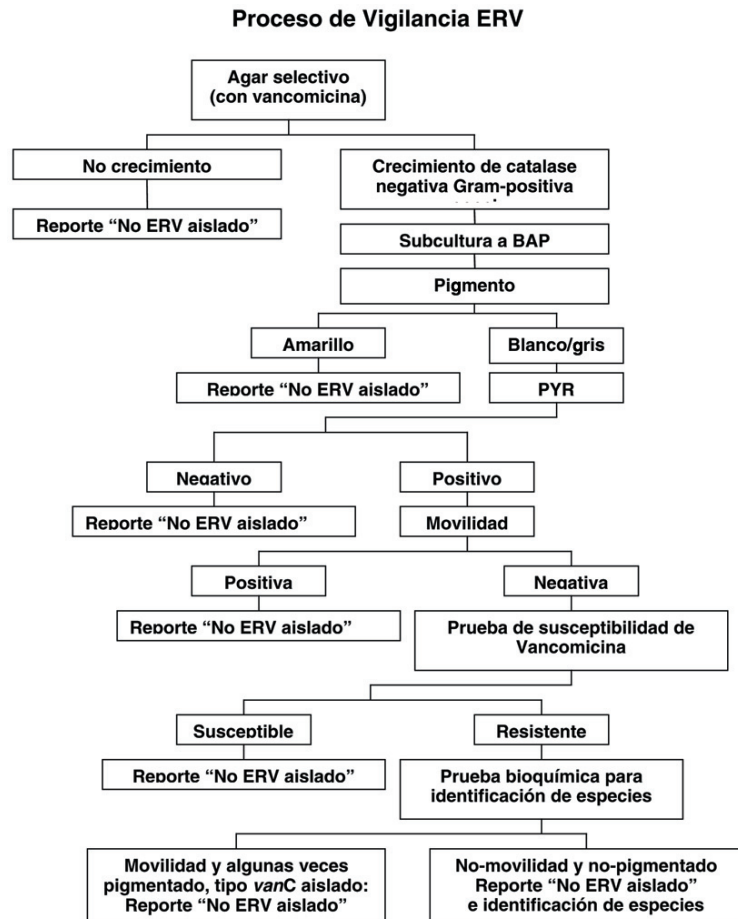 Proceso de Vigilancia ERV
Agar selectivo
(con vancomicina)
No crecimiento
Crecimiento de catalase
negativa Gram-positiva
Reporte “No ERV aislado”
Subcultura a BAP
Pigmento
Amarillo
Blanco/gris
Reporte “No ERV aislado”
PYR
Negativo
Positivo
Reporte “No ERV aislado”
Movilidad
Positiva
Negativa
Reporte “No ERV aislado”
Prueba de susceptibilidad de
Vancomicina
Susceptible
Resistente
Reporte “No ERV aislado”
Prueba bioquímica para
identificación de especies
Movilidad y algunas veces
pigmentado, tipo vanC aislado:
Reporte “No ERV aislado”
No-movilidad y no-pigmentado
Reporte “No ERV aislado”
e identificación de especies